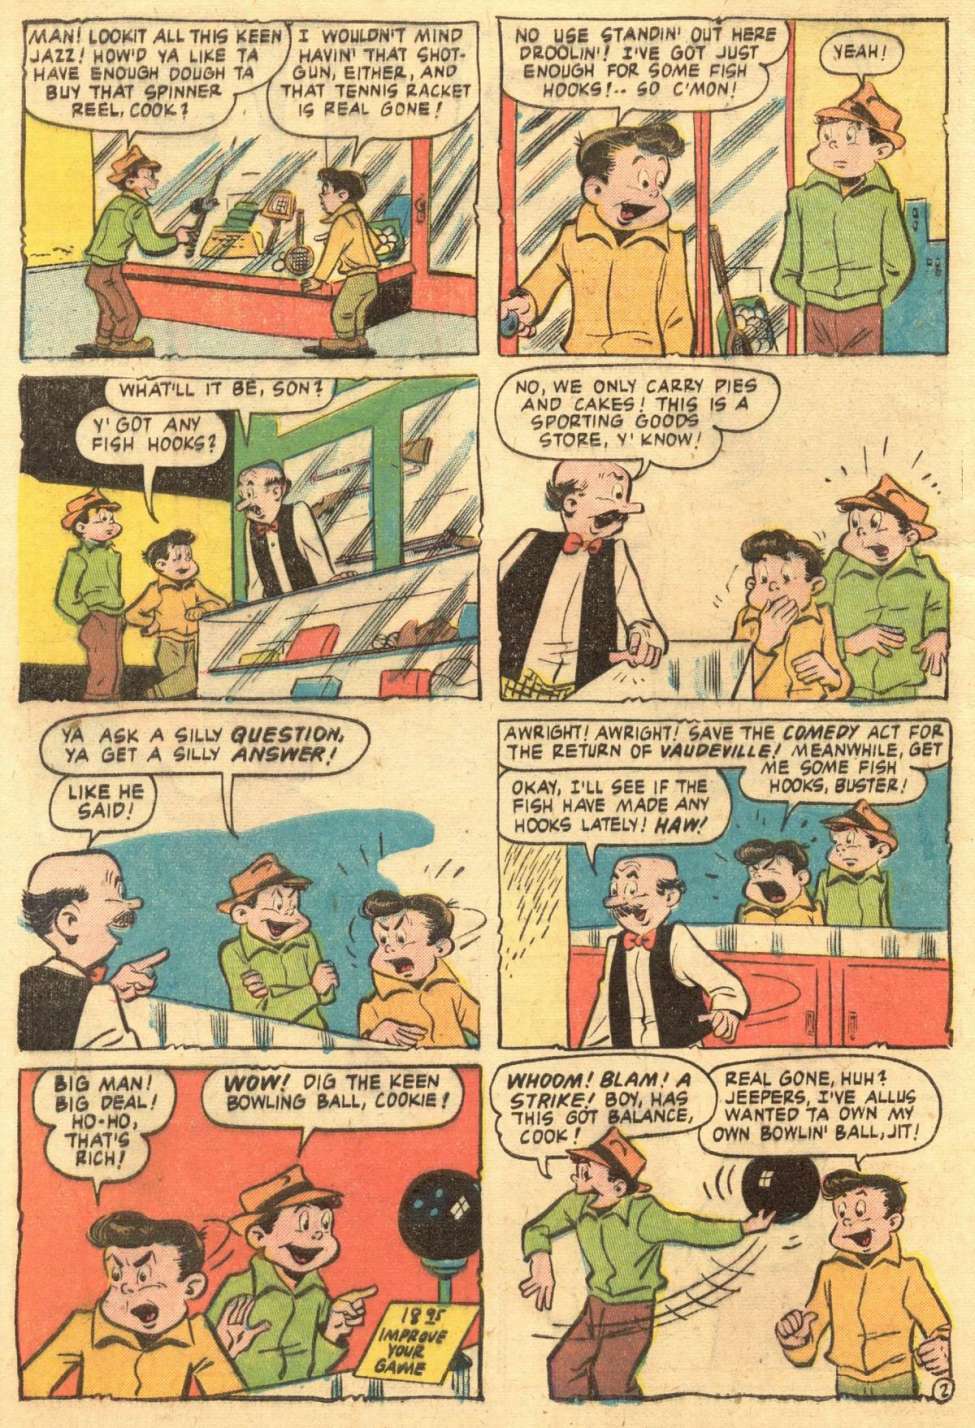 MAN! LOOKIT ALL THIS KEEN
JAZZ! HOW'D YA LIKE TA
HAVE ENOUGH DOUGH TA
BUY THAT SPINNER
REEL, COOK?
I WOULDN'T MIND
HAVIN' THAT SHOT-
GUN, EITHER, AND
THAT TENNIS RACKET
IS REAL GONE!
NO USE STANDIN' OUT HERE
DROOLIN'! I'VE GOT JUST
ENOUGH FOR SOME FISH
HOOKS!.. SO C'MON!
YEAH!
WHAT'LL IT BE, SON?
Y' GOT ANY
FISH HOOKS?
NO, WE ONLY CARRY PIES
AND CAKES! THIS IS A
SPORTING GOODS
STORE, Y' KNOW!
YA ASK A SILLY QUESTION,
YA GET A SILLY ANSWER!
LIKE HE
SAID!
AWRIGHT! AWRIGHT! SAVE THE COMEDY ACT FOR
THE RETURN OF VAUDEVILLE! MEANWHILE, GET
ME SOME FISH
HOOKS, BUSTER!
OKAY, I'LL SEE IF THE
FISH HAVE MADE ANY
HOOKS LATELY! HAW!
BIG MAN!
BIG DEAL!
HO-HO,
THAT'S
RICH!
WOW! DIG THE KEEN
BOWLING BALL, COOKIE!
18 95
IMPROVE
YOUR
GAME
WHOOM! BLAM! A
STRIKE! BOY, HAS
THIS GOT BALANCE,
COOK!
REAL GONE, HUH?
JEEPERS, I'VE ALLUS
WANTED TA OWN MY
OWN BOWLIN' BALL, JIT!
2